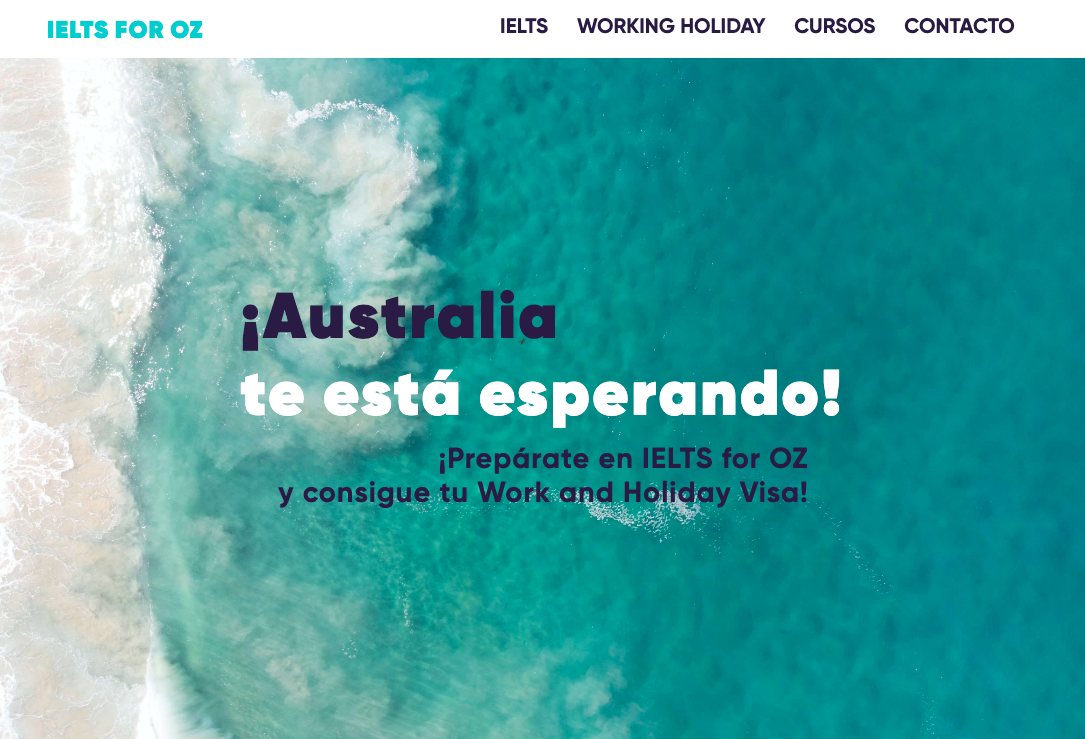 IELTS FOR OZ
IELTS WORKING HOLIDAY CURSOS CONTACTO
¡Australia
te está esperando!
¡Prepárate en IELTS for OZ
y consigue tu Work and Holiday Visa!